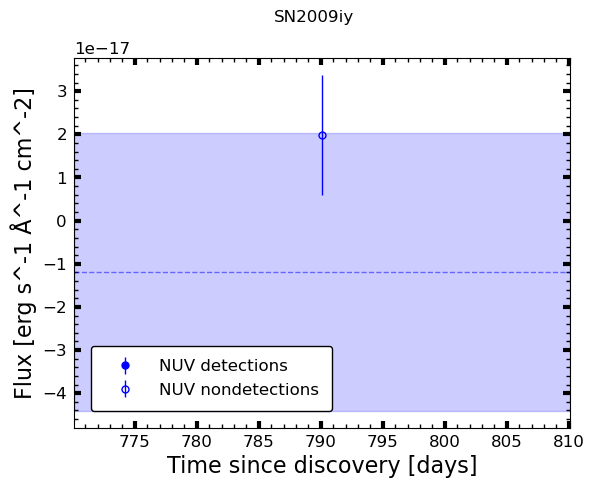 SN2009iy
1e−17
3
2
1
0
−1
−2
−3
−4
Flux [erg s^-1 Å^-1 cm^-2]
NUV detections
NUV nondetections
775 780 785 790 795 800 805 810
Time since discovery [days]